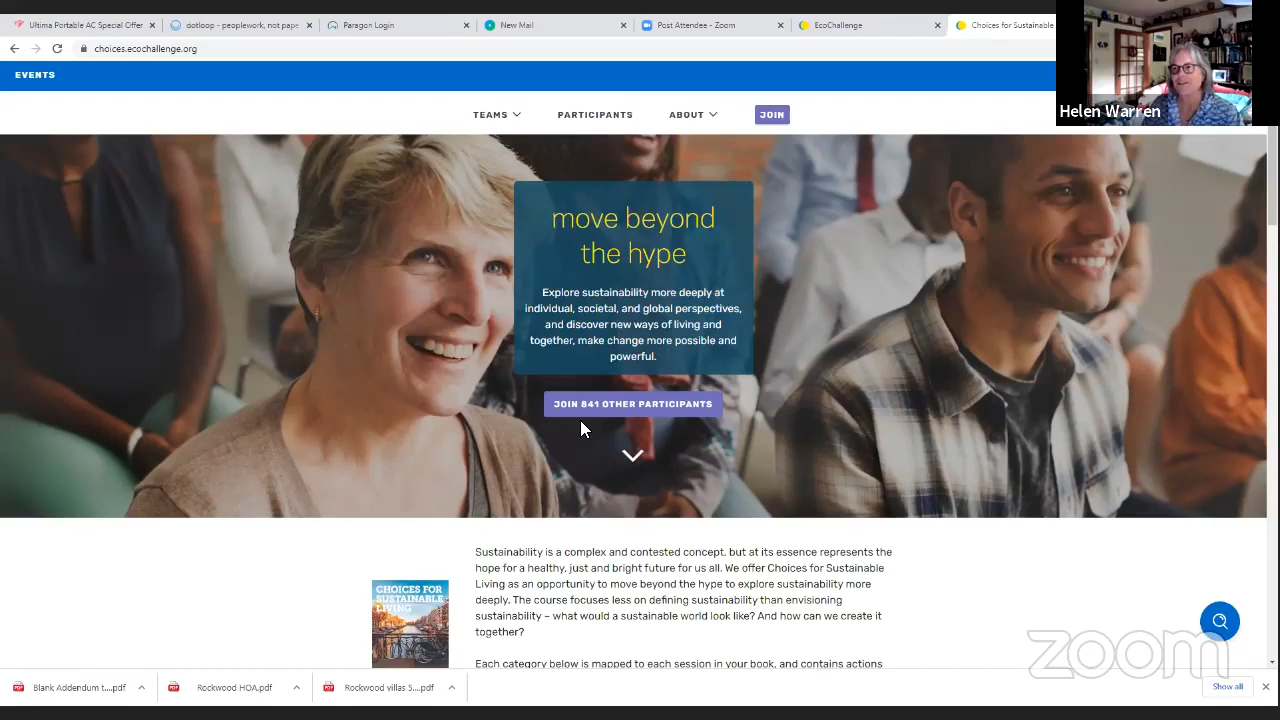 Ultima Portable AC Special Offer
dotloop - peoplework, not pape
Paragon Login
New Mail
Post Attendee - Zoom
EcoChallenge
Choices for Sustainable
choices.ecochallenge.org
EVENTS
Helen Warren
TEAMS
PARTICIPANTS
ABOUT
JOIN
move beyond
the hype
Explore sustainability more deeply at
individual, societal, and global perspectives,
and discover new ways of living and
together, make change more possible and
powerful.
JOIN 841 OTHER PARTICIPANTS
Sustainability is a complex and contested concept, but at its essence represents the
hope for a healthy, just and bright future for us all. We offer Choices for Sustainable
Living as an opportunity to move beyond the hype to explore sustainability more
deeply. The course focuses less on defining sustainability than envisioning
sustainability – what would a sustainable world look like? And how can we create it
together?
CHOICES FOR
SUSTAINABLE
LIVING
Each category below is mapped to each session in your book, and contains actions
zoom
Blank Addendum t....pdf
Rockwood HOA.pdf
Rockwood villas S....pdf
Show all